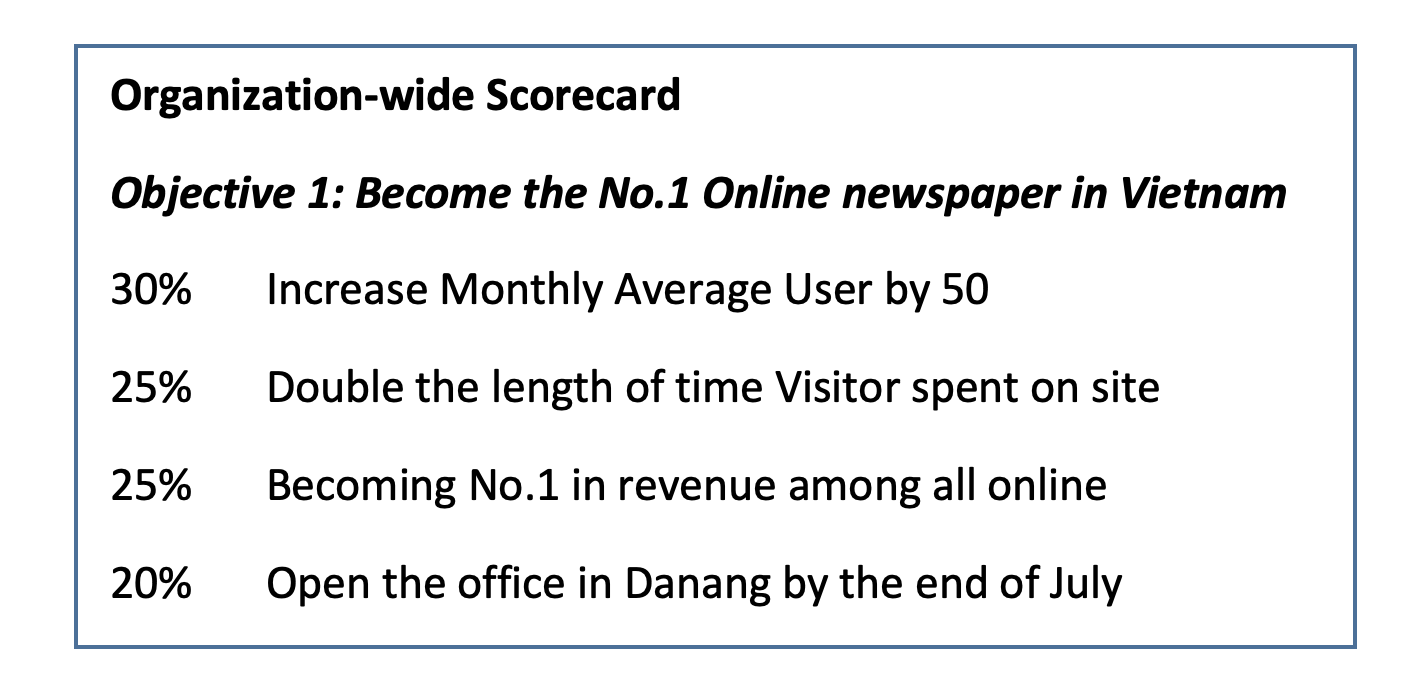 Organization-wide Scorecard
Objective 1: Become the No.1 Online newspaper in Vietnam
30% Increase Monthly Average User by 50
25% Double the length of time Visitor spent on site
25% Becoming No.1 in revenue among all online
20% Open the office in Danang by the end of July